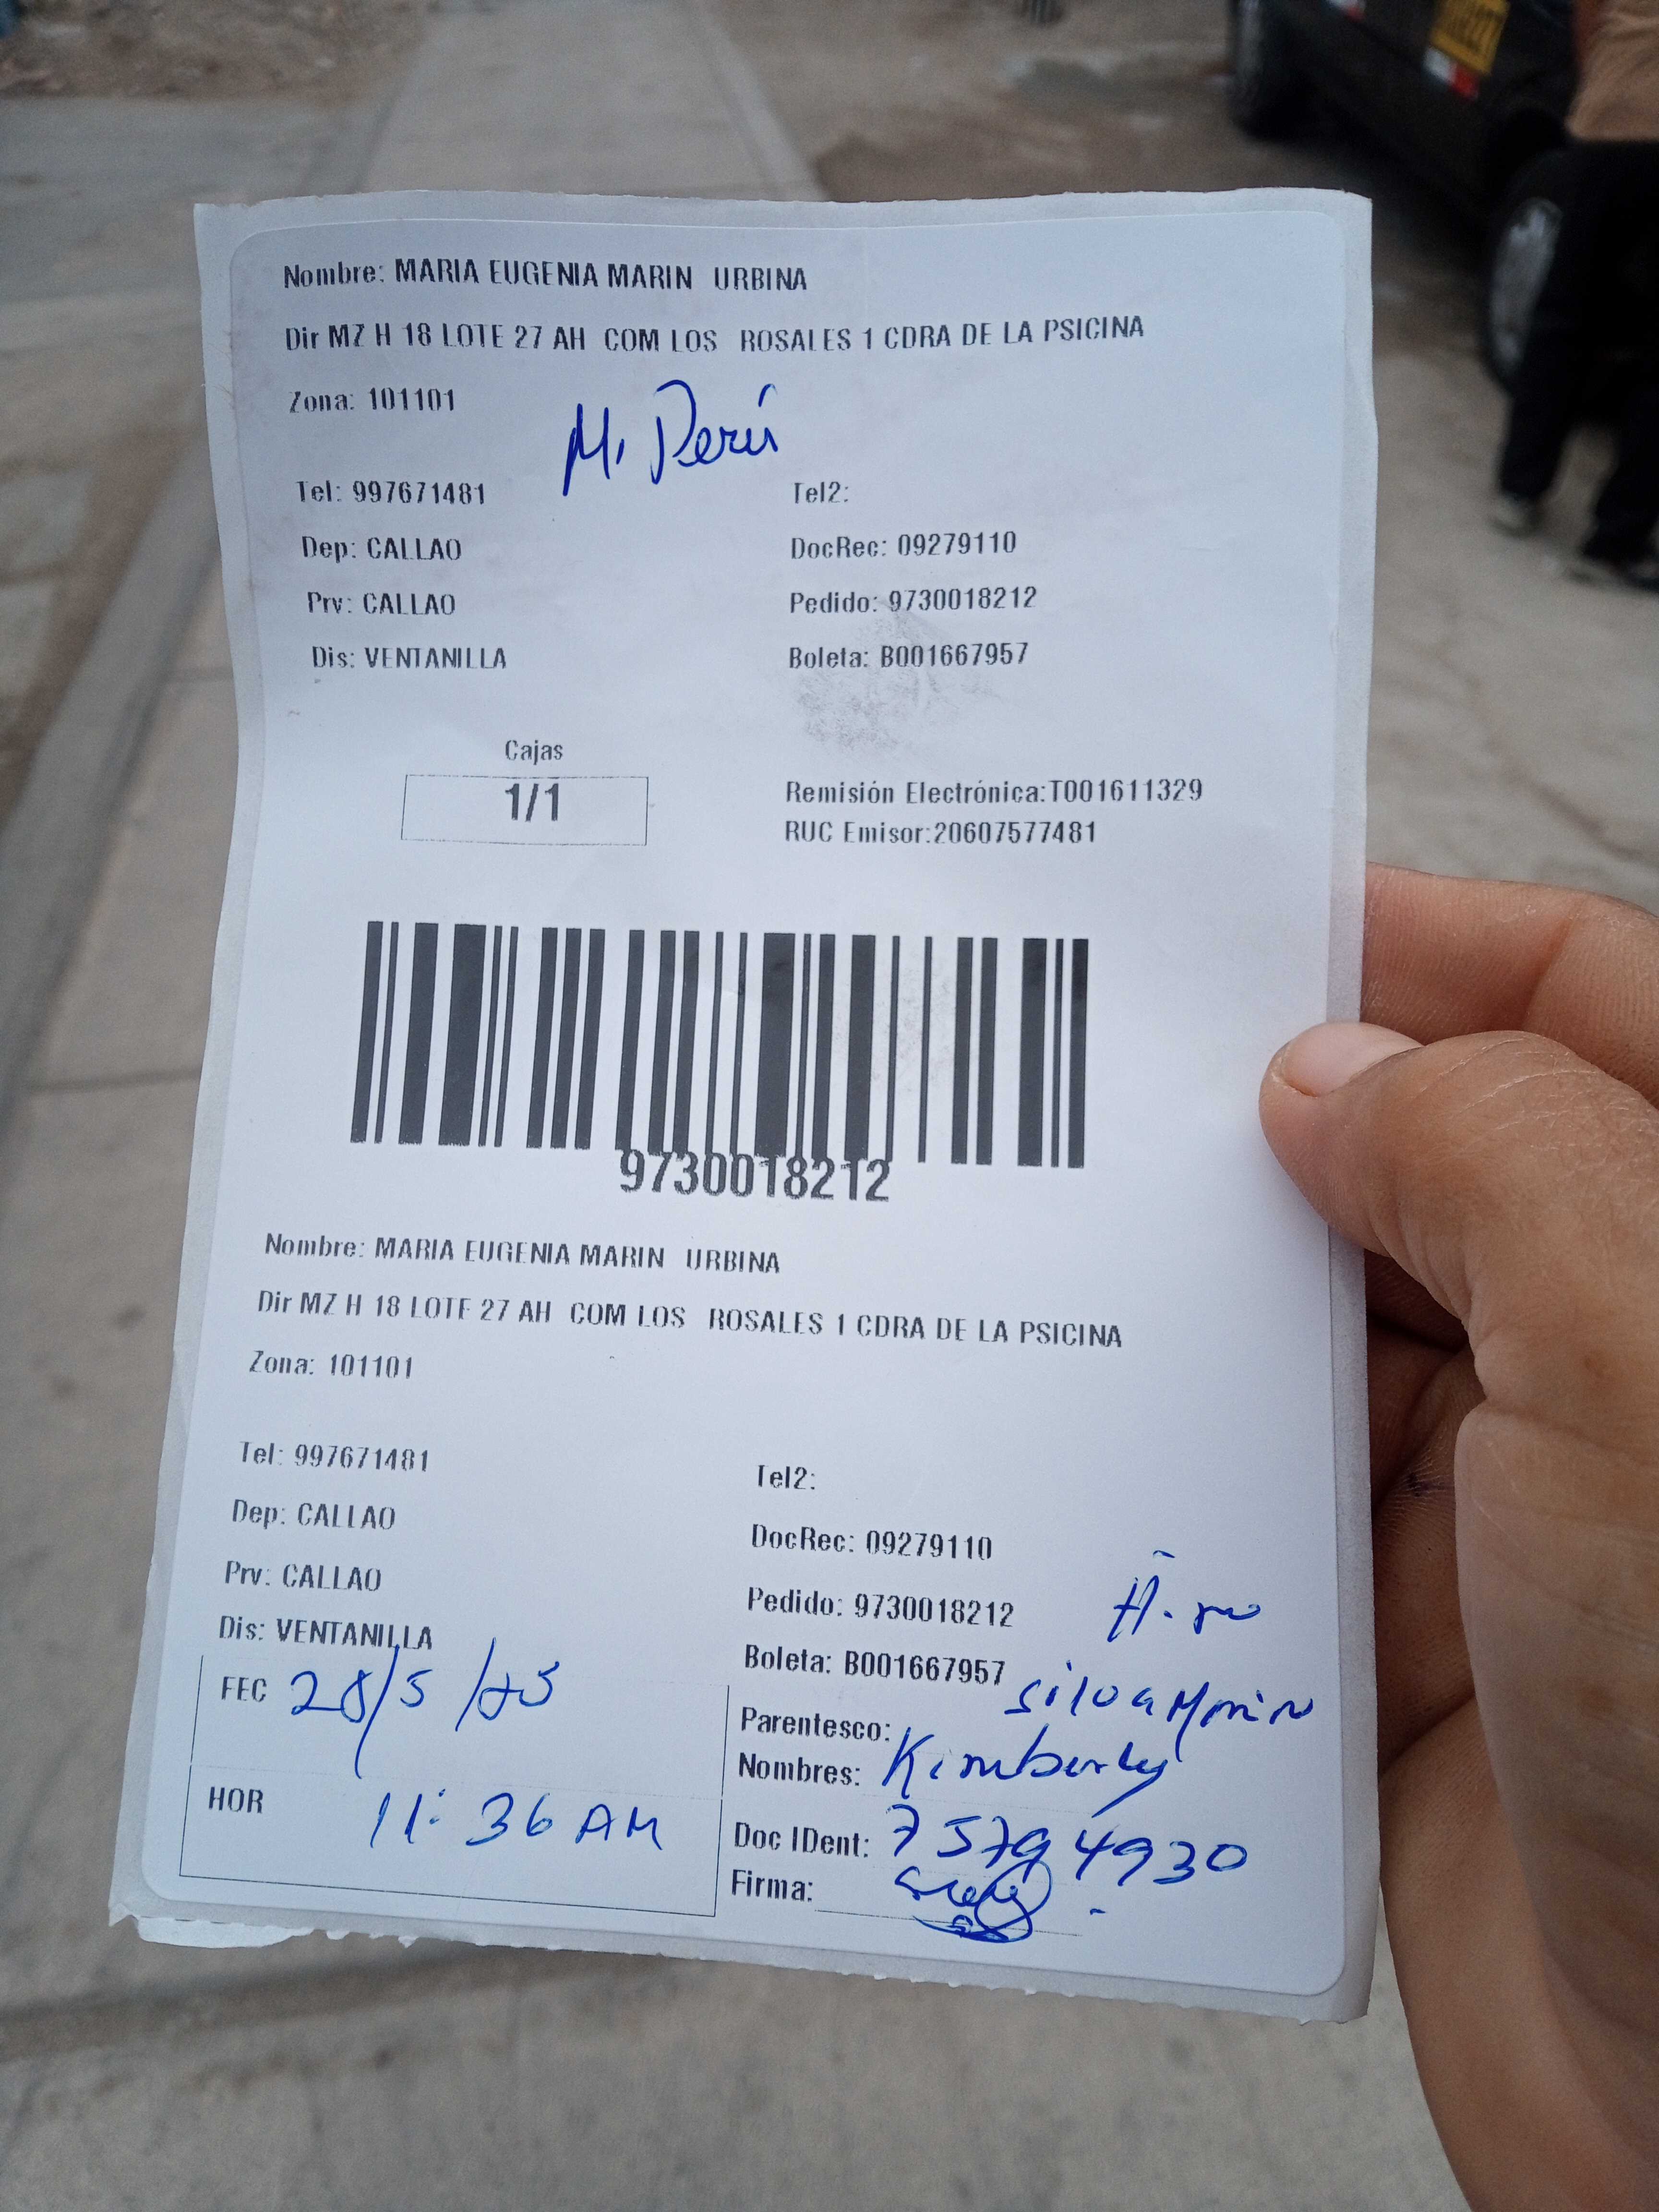 Nombre: MARIA EUGENIA MARIN URBINA
Dir MZ H 18 LOTE 27 AH COM LOS ROSALES 1 CDRA DE LA PSICINA
Zona: 101101
M. Perú
Tel: 997671481 Tel2:
Dep: CALLAO DocRec: 09279110
Prv: CALLAO Pedido: 9730018212
Dis: VENTANILLA Boleta: B001667957
Cajas
1/1
Remisión Electrónica:T001611329
RUC Emisor:20607577481
9730018212
Nombre: MARIA EUGENIA MARIN URBINA
Dir MZ H 18 LOTE 27 AH COM LOS ROSALES 1 CDRA DE LA PSICINA
Zona: 101101
Tel: 997671481 Tel2:
Dep: CALLAO DocRec: 09279110
Prv: CALLAO Pedido: 9730018212
Dis: VENTANILLA Boleta: B001667957
FEC 28/5/25
Parentesco: Silva Marin
Nombres: Kimberly
HOR 11:36 AM
Doc IDent: 75794930
Firma: